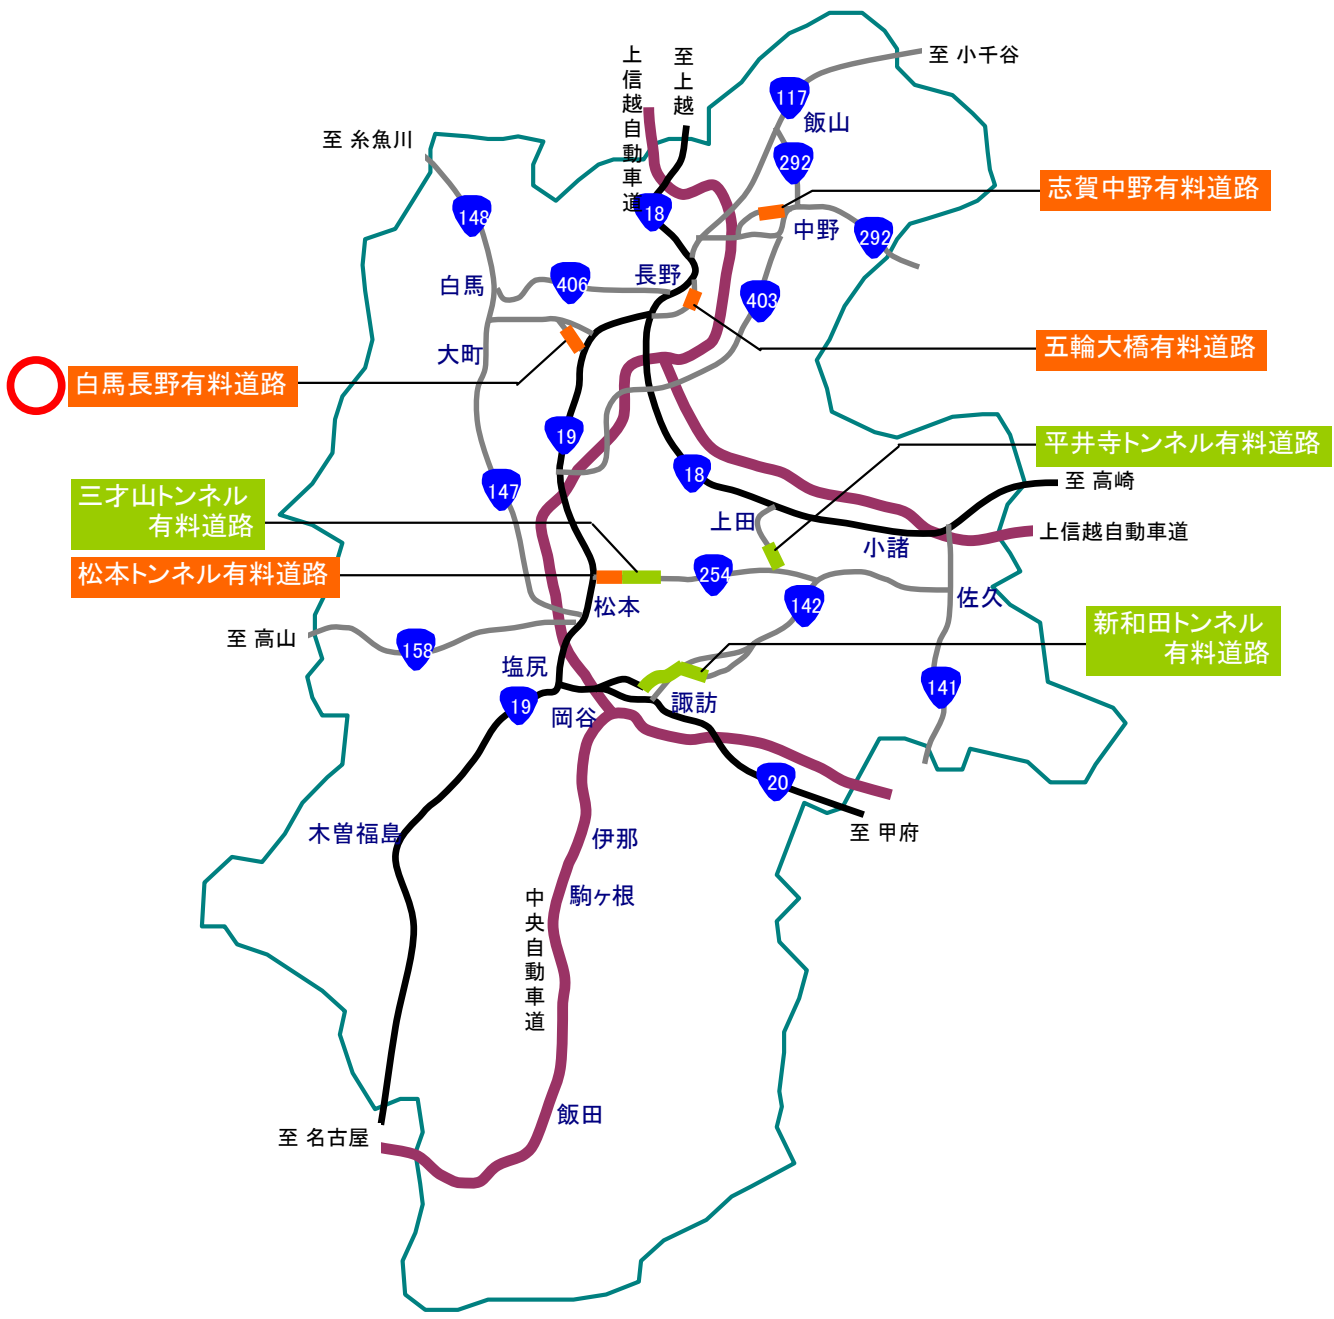 上信越自動車道
至上越
至 小千谷
117
飯山
至 糸魚川
292
志賀中野有料道路
148
18
中野
292
白馬
406
長野
403
大町
五輪大橋有料道路
白馬長野有料道路
19
平井寺トンネル有料道路
18
至 高崎
三才山トンネル
有料道路
147
上田
小諸
上信越自動車道
松本トンネル有料道路
254
松本
142
佐久
新和田トンネル
有料道路
至 高山
158
塩尻
141
19
岡谷
諏訪
20
至 甲府
木曽福島
伊那
駒ヶ根
中央自動車道
飯田
至 名古屋